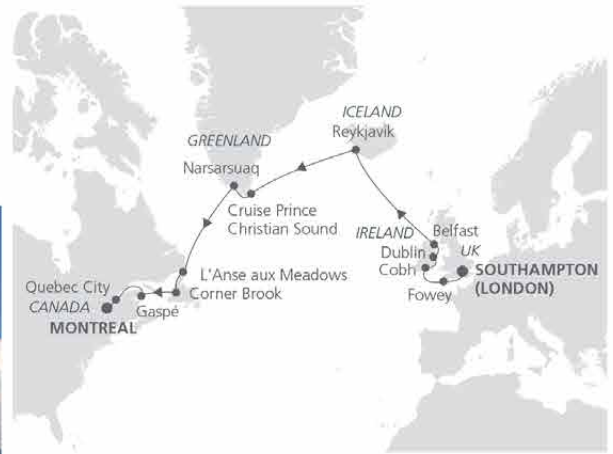 ICELAND
Reykjavik
GREENLAND
Narsarsuaq
Cruise Prince
Christian Sound
IRELAND
Belfast
Dublin
UK
Cobh
SOUTHAMPTON
(LONDON)
Fowey
L'Anse aux Meadows
Corner Brook
Quebec City
CANADA
Gaspé
MONTREAL